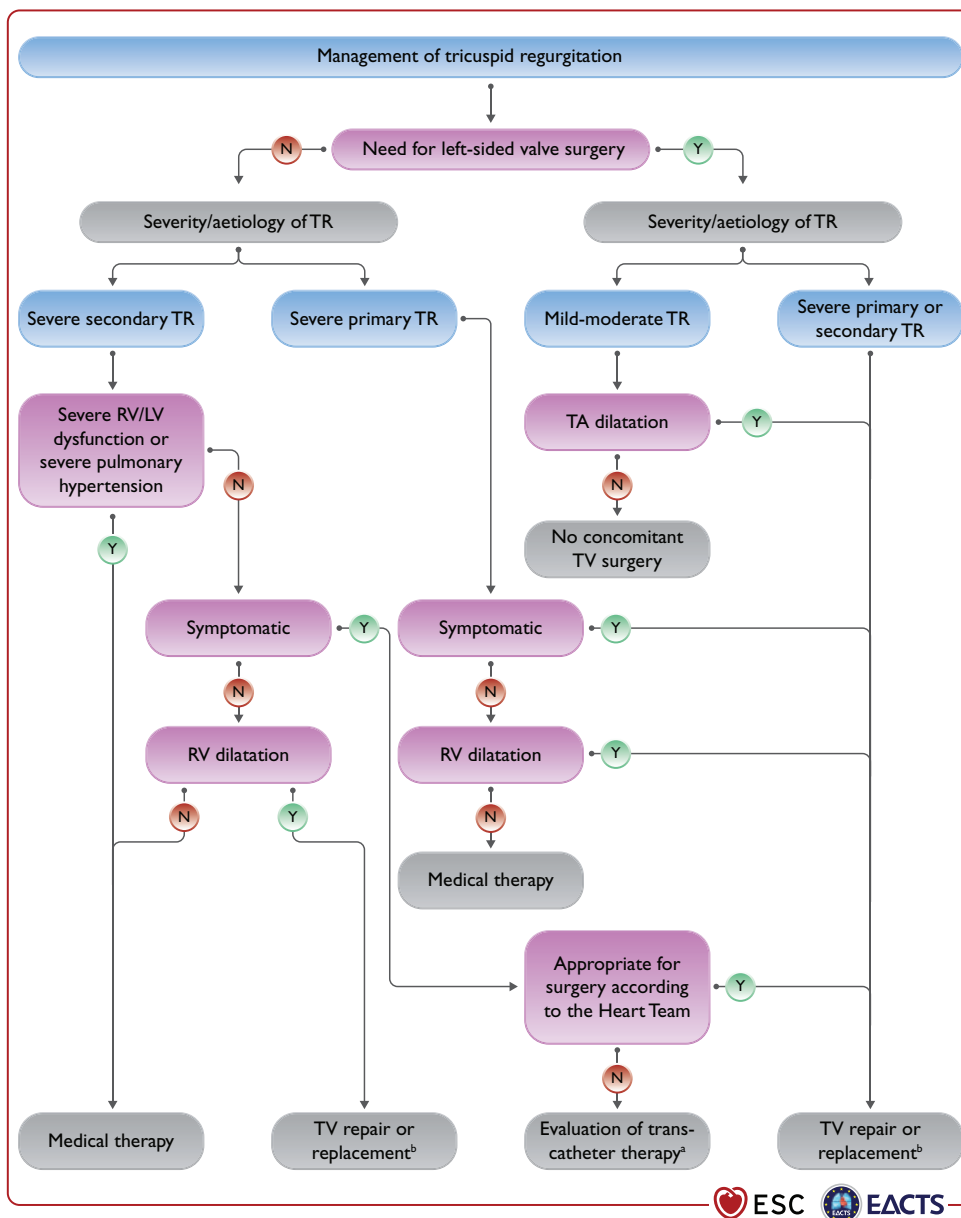 Management of tricuspid regurgitation
N
Need for left-sided valve surgery
Y
Severity/aetiology of TR
Severity/aetiology of TR
Severe secondary TR
Severe primary TR
Mild-moderate TR
Severe primary or
secondary TR
Severe RV/LV
dysfunction or
severe pulmonary
hypertension
TA dilatation
Y
N
N
Y
No concomitant
TV surgery
Symptomatic
Y
Symptomatic
Y
N
N
RV dilatation
RV dilatation
Y
N
Y
N
Medical therapy
Appropriate for
surgery according
to the Heart Team
Y
N
Medical therapy
TV repair or
replacementᵇ
Evaluation of trans-
catheter therapyᵃ
TV repair or
replacementᵇ
ESC
EACTS
EACTS